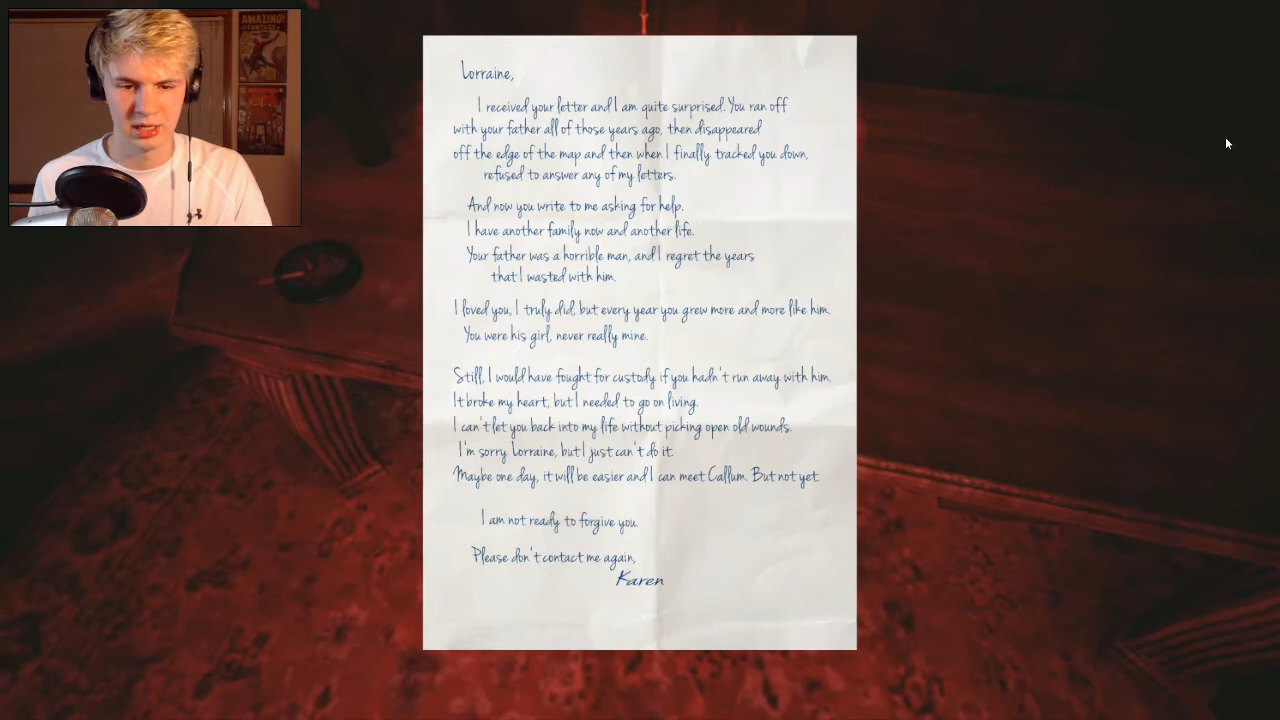 AMAZING!
Lorraine,
I received your letter and I am quite surprised. You ran off
with your father all of those years ago, then disappeared
off the edge of the map and then when I finally tracked you down,
refused to answer any of my letters.
And now you write to me asking for help.
I have another family now and another life.
Your father was a horrible man, and I regret the years
that I wasted with him.
I loved you, I truly did, but every year you grew more and more like him.
You were his girl, never really mine.
Still, I would have fought for custody if you hadn't run away with him.
It broke my heart, but I needed to go on living.
I can't let you back into my life without picking open old wounds.
I'm sorry Lorraine, but I just can't do it.
Maybe one day, it will be easier and I can meet Callum. But not yet.
I am not ready to forgive you.
Please don't contact me again,
Karen